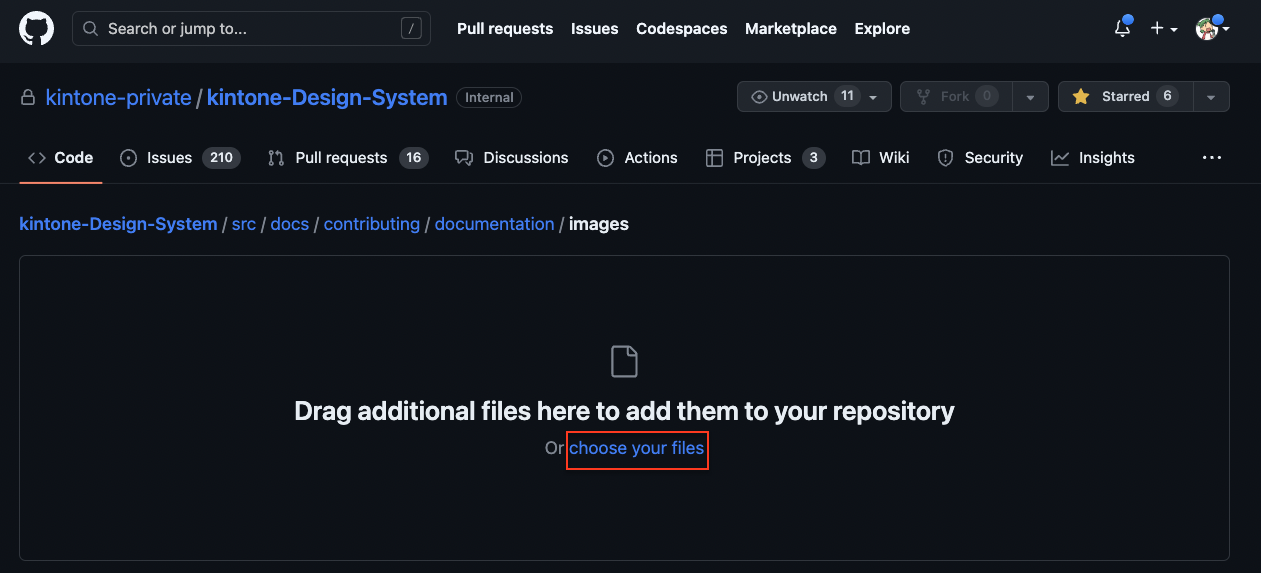 Search or jump to... / Pull requests Issues Codespaces Marketplace Explore
kintone-private / kintone-Design-System Internal Unwatch 11 Fork 0 Starred 6
Code Issues 210 Pull requests 16 Discussions Actions Projects 3 Wiki Security Insights ...
kintone-Design-System / src / docs / contributing / documentation / images
Drag additional files here to add them to your repository
Or choose your files